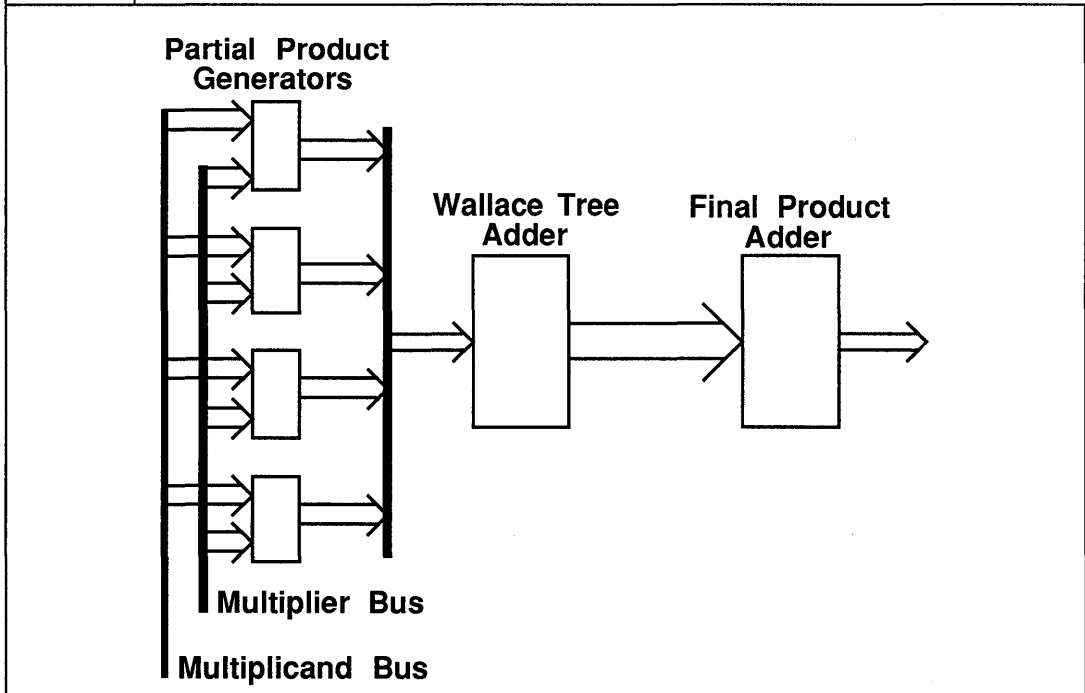 Partial Product
Generators
Wallace Tree
Adder
Final Product
Adder
Multiplier Bus
Multiplicand Bus